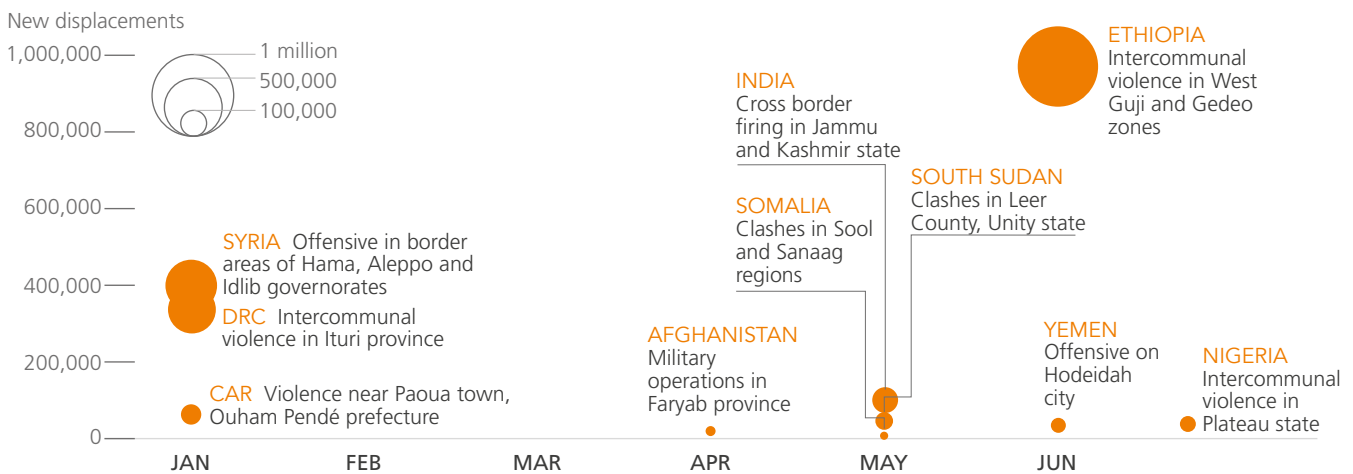 New displacements
1,000,000
800,000
600,000
400,000
200,000
0
1 million
500,000
100,000
SYRIA Offensive in border
areas of Hama, Aleppo and
Idlib governorates
DRC Intercommunal
violence in Ituri province
CAR Violence near Paoua town,
Ouham Pendé prefecture
AFGHANISTAN
Military
operations in
Faryab province
INDIA
Cross border
firing in Jammu
and Kashmir state
SOMALIA
Clashes in Sool
and Sanaag
regions
SOUTH SUDAN
Clashes in Leer
County, Unity state
ETHIOPIA
Intercommunal
violence in West
Guji and Gedeo
zones
YEMEN
Offensive on
Hodeidah
city
NIGERIA
Intercommunal
violence in
Plateau state
JAN
FEB
MAR
APR
MAY
JUN